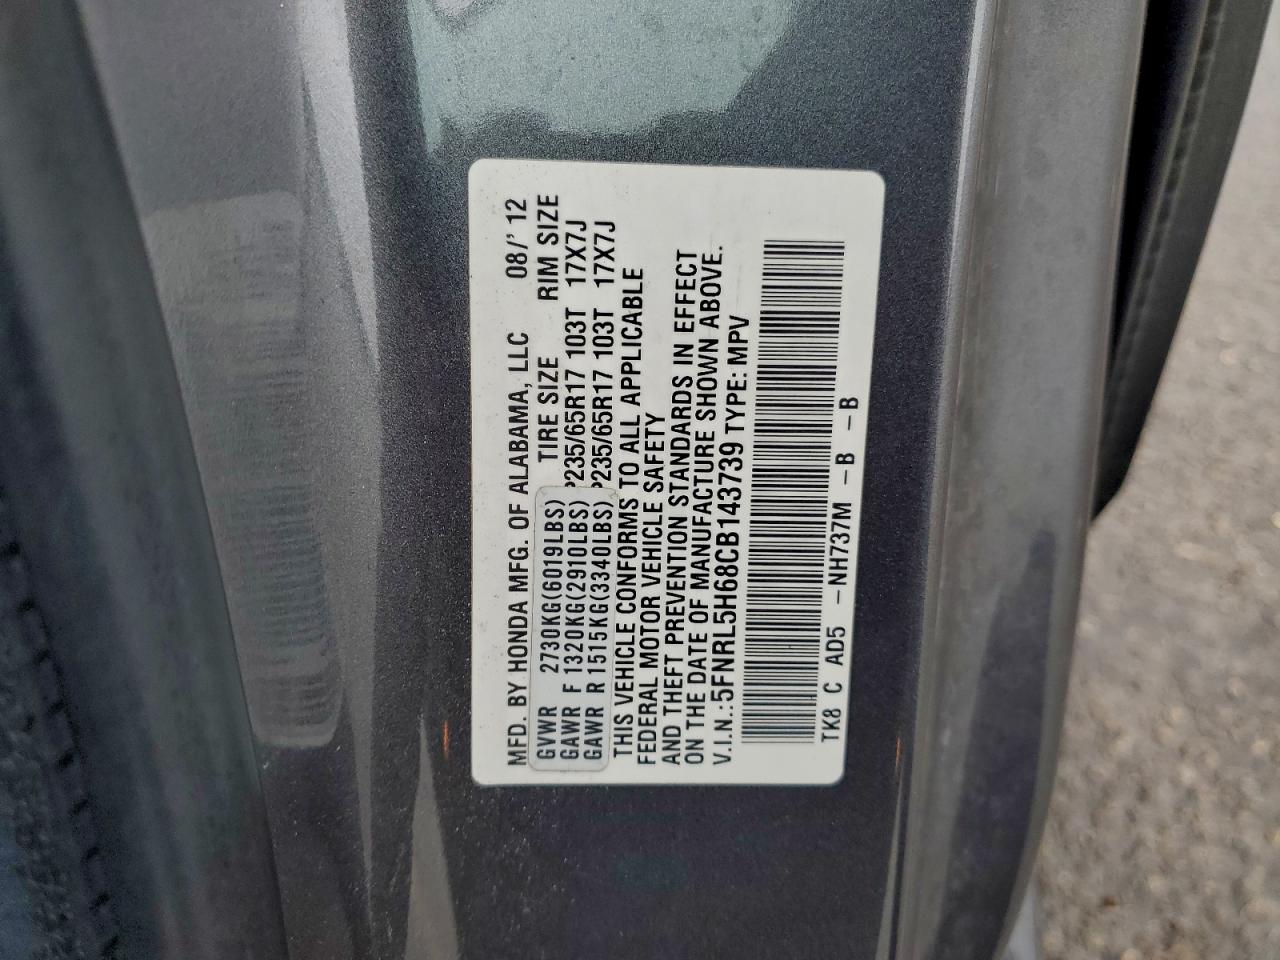 MFD. BY HONDA MFG. OF ALABAMA, LLC 08/' 12
GVWR 2730KG(6019LBS) TIRE SIZE RIM SIZE
GAWR F 1320KG(2910LBS) P235/65R17 103T 17X7J
GAWR R 1515KG(3340LBS) P235/65R17 103T 17X7J
THIS VEHICLE CONFORMS TO ALL APPLICABLE
FEDERAL MOTOR VEHICLE SAFETY
AND THEFT PREVENTION STANDARDS IN EFFECT
ON THE DATE OF MANUFACTURE SHOWN ABOVE.
V.I.N.:5FNRL5H68CB143739 TYPE: MPV
TK8 C AD5 -NH737M -B -B